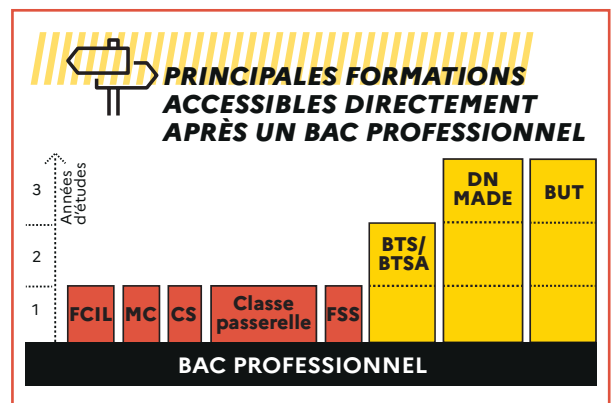 PRINCIPALES FORMATIONS
ACCESSIBLES DIRECTEMENT
APRÈS UN BAC PROFESSIONNEL
Années
d'études
3
2
1
FCIL
MC
CS
Classe
passerelle
FSS
BTS/
BTSA
DN
MADE
BUT
BAC PROFESSIONNEL